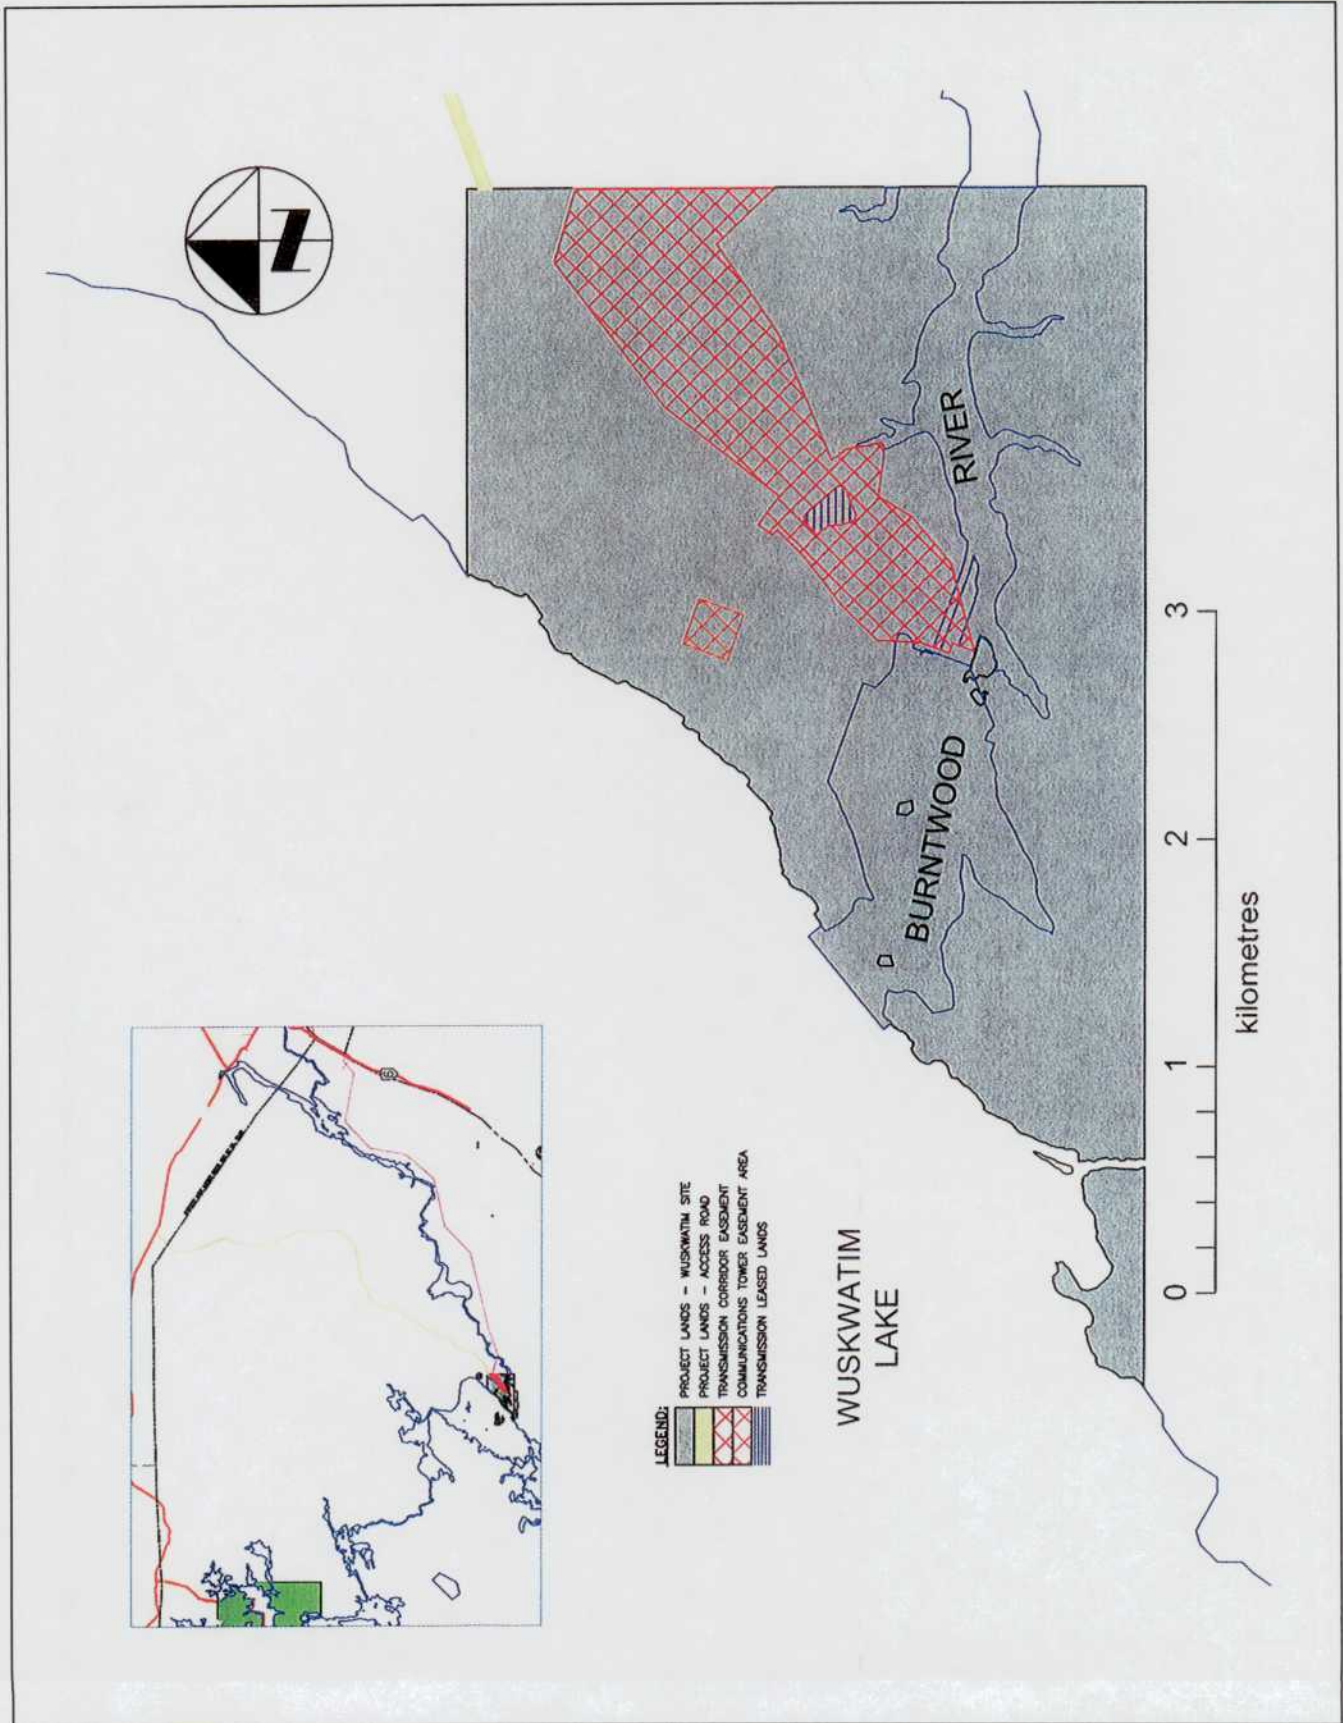 N
6
LEGEND:
PROJECT LANDS - WUSKWATIM SITE
PROJECT LANDS - ACCESS ROAD
TRANSMISSION CORRIDOR EASEMENT
COMMUNICATIONS TOWER EASEMENT AREA
TRANSMISSION LEASED LANDS
WUSKWATIM
LAKE
BURNTWOOD
RIVER
0
1
2
3
kilometres